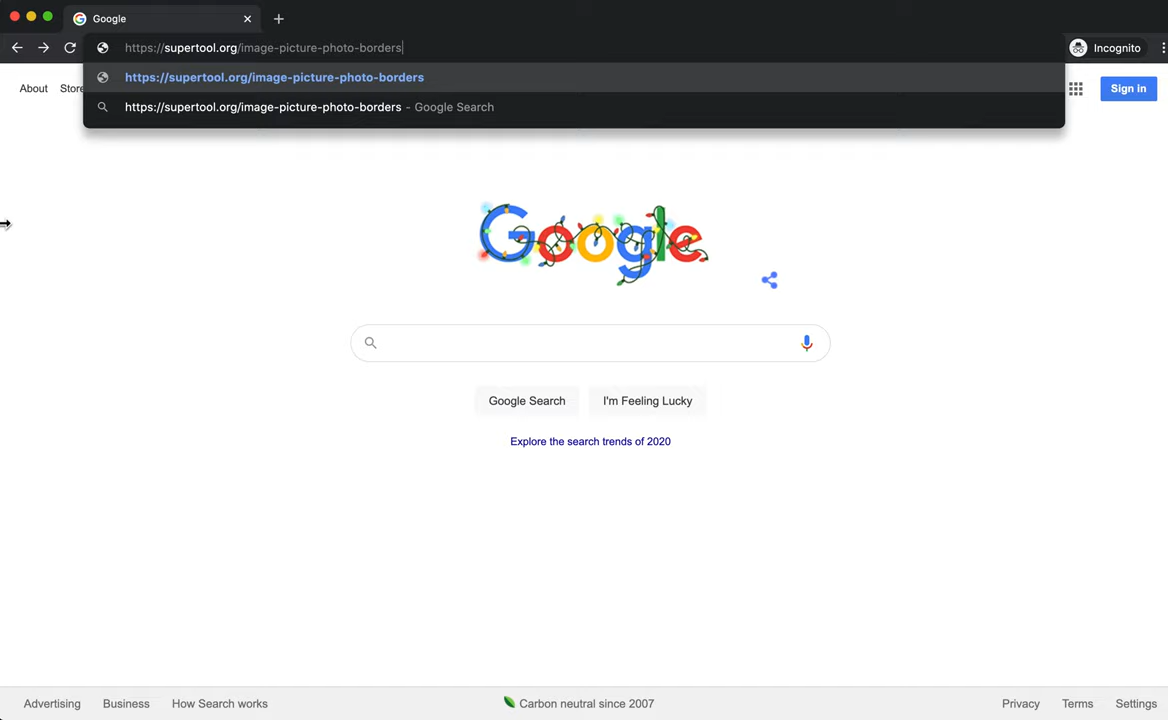 Google
https://supertool.org/image-picture-photo-borders
Incognito
https://supertool.org/image-picture-photo-borders
https://supertool.org/image-picture-photo-borders - Google Search
About
Store
Sign in
Google
Google Search
I'm Feeling Lucky
Explore the search trends of 2020
Advertising
Business
How Search works
Carbon neutral since 2007
Privacy
Terms
Settings